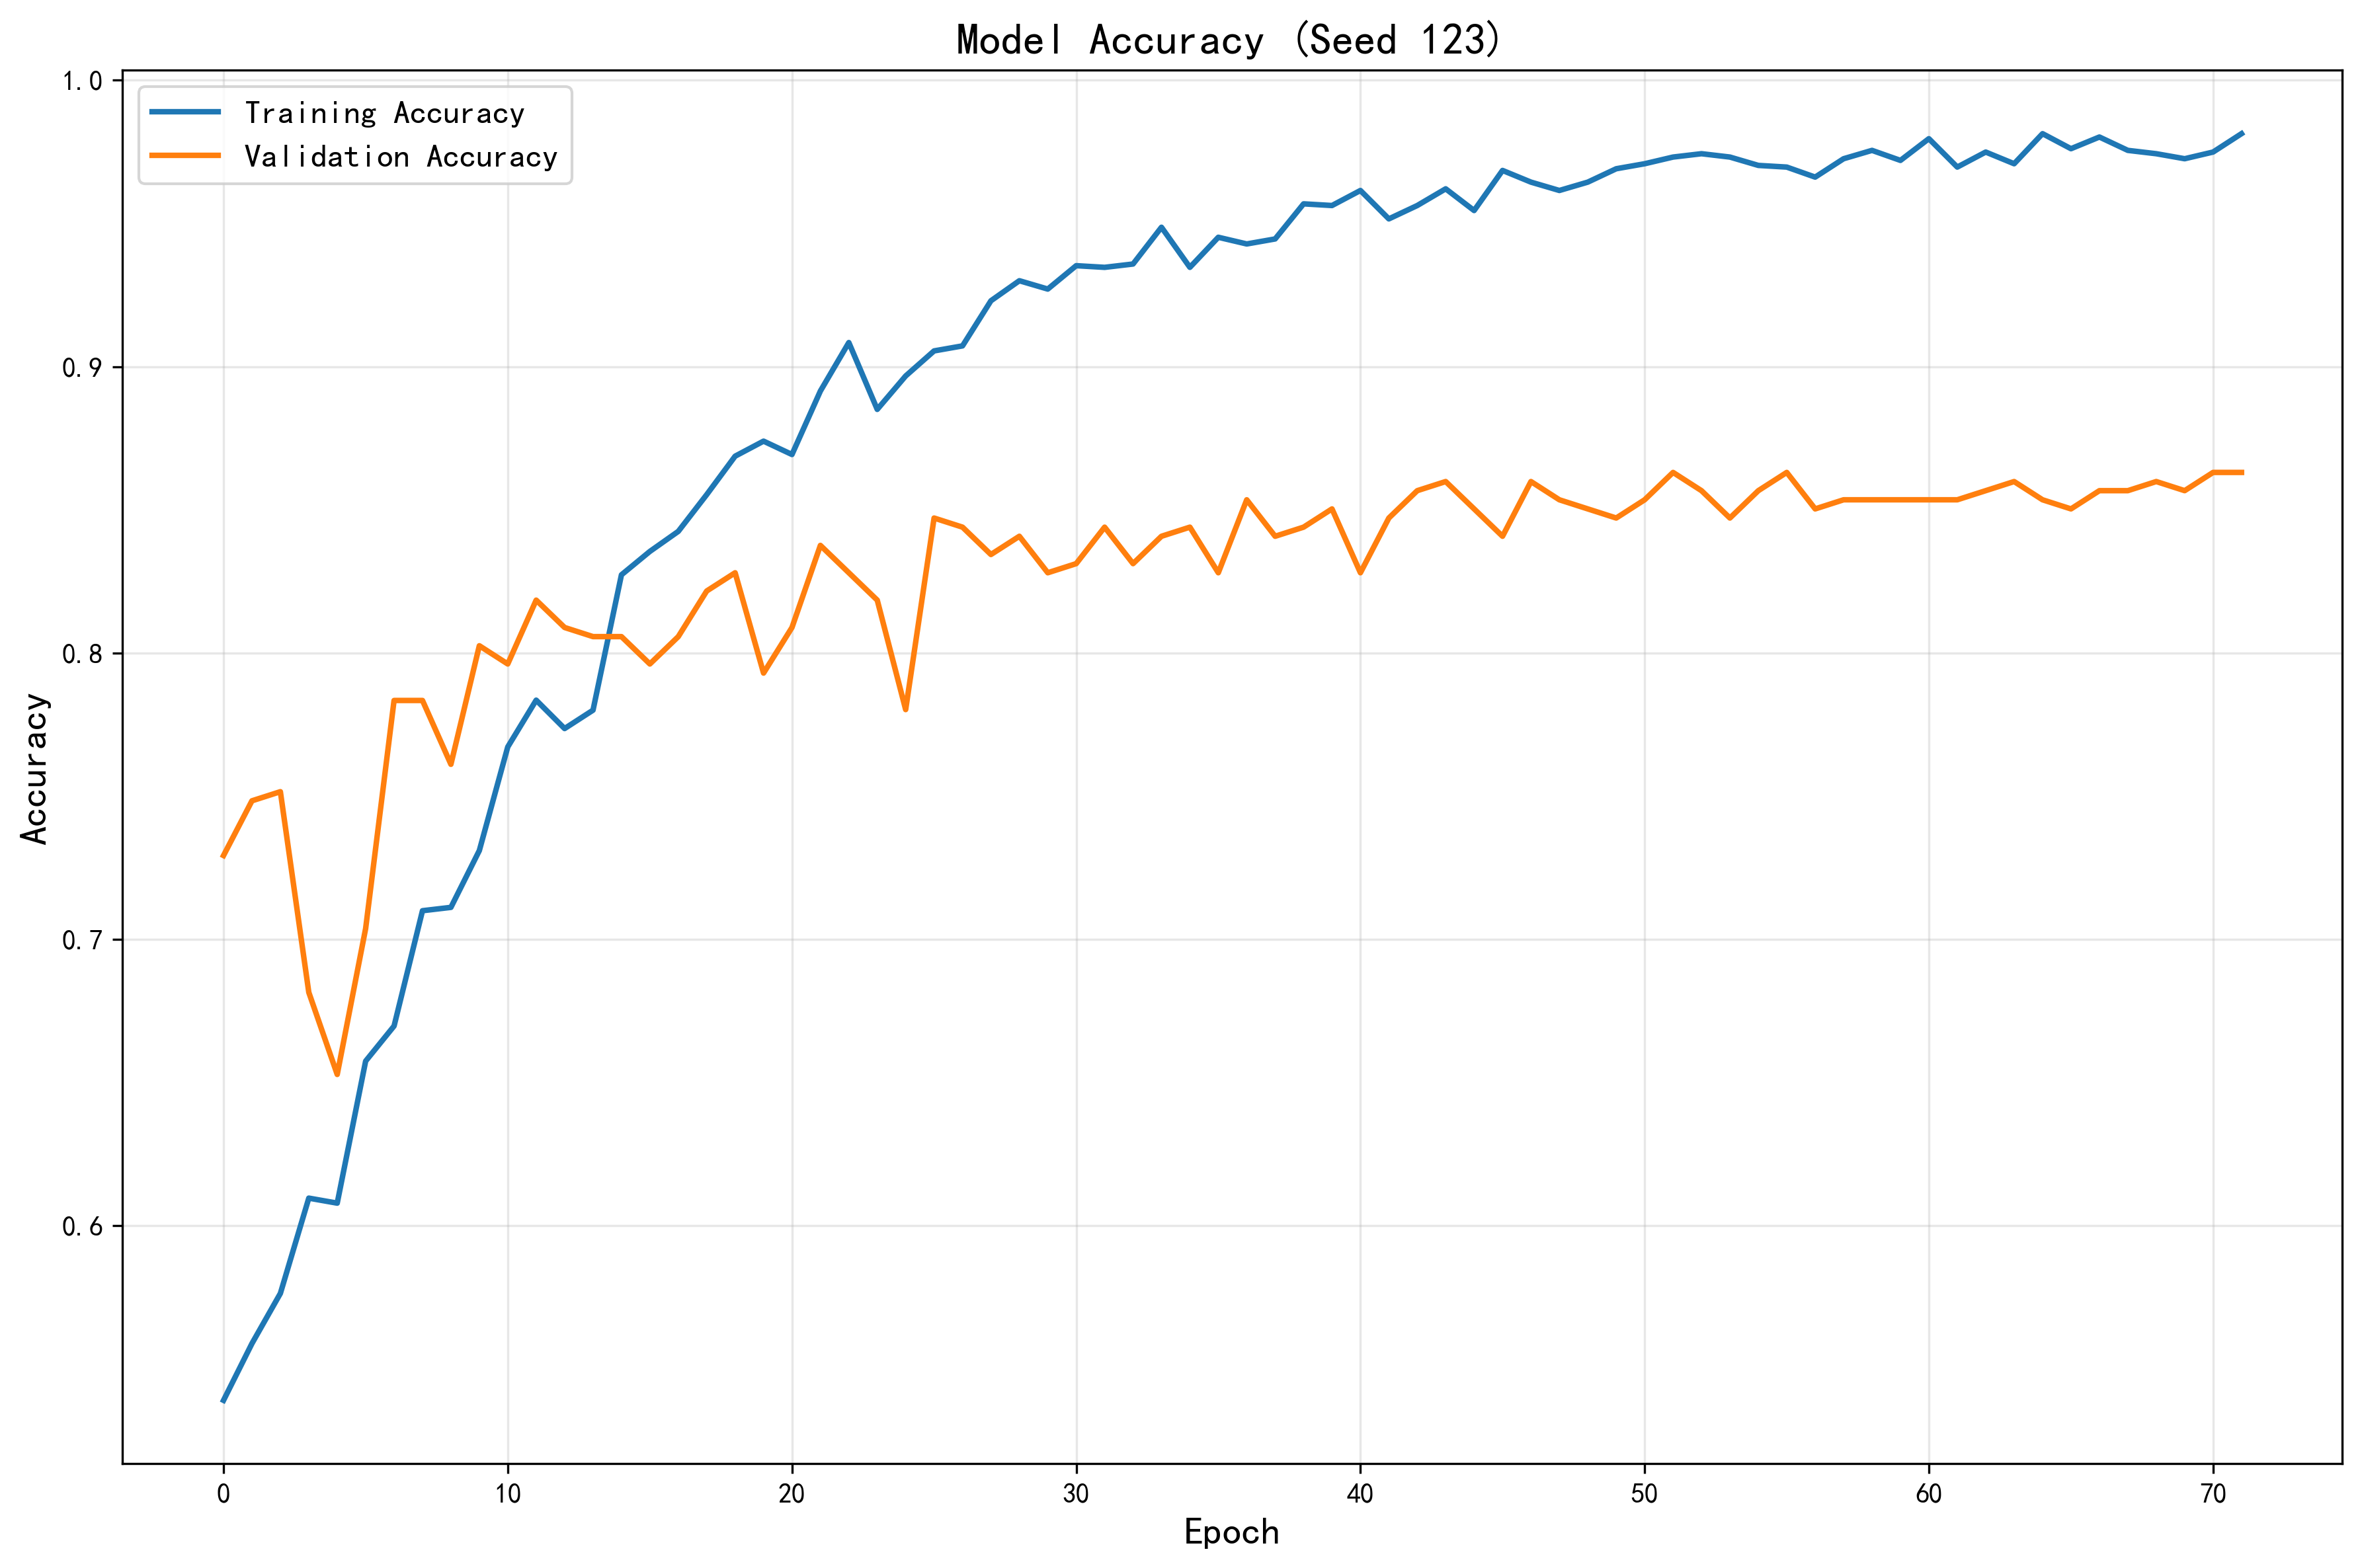 Model Accuracy (Seed 123)
Training Accuracy
Validation Accuracy
1.0
0.9
0.8
0.7
0.6
Accuracy
0 10 20 30 40 50 60 70
Epoch